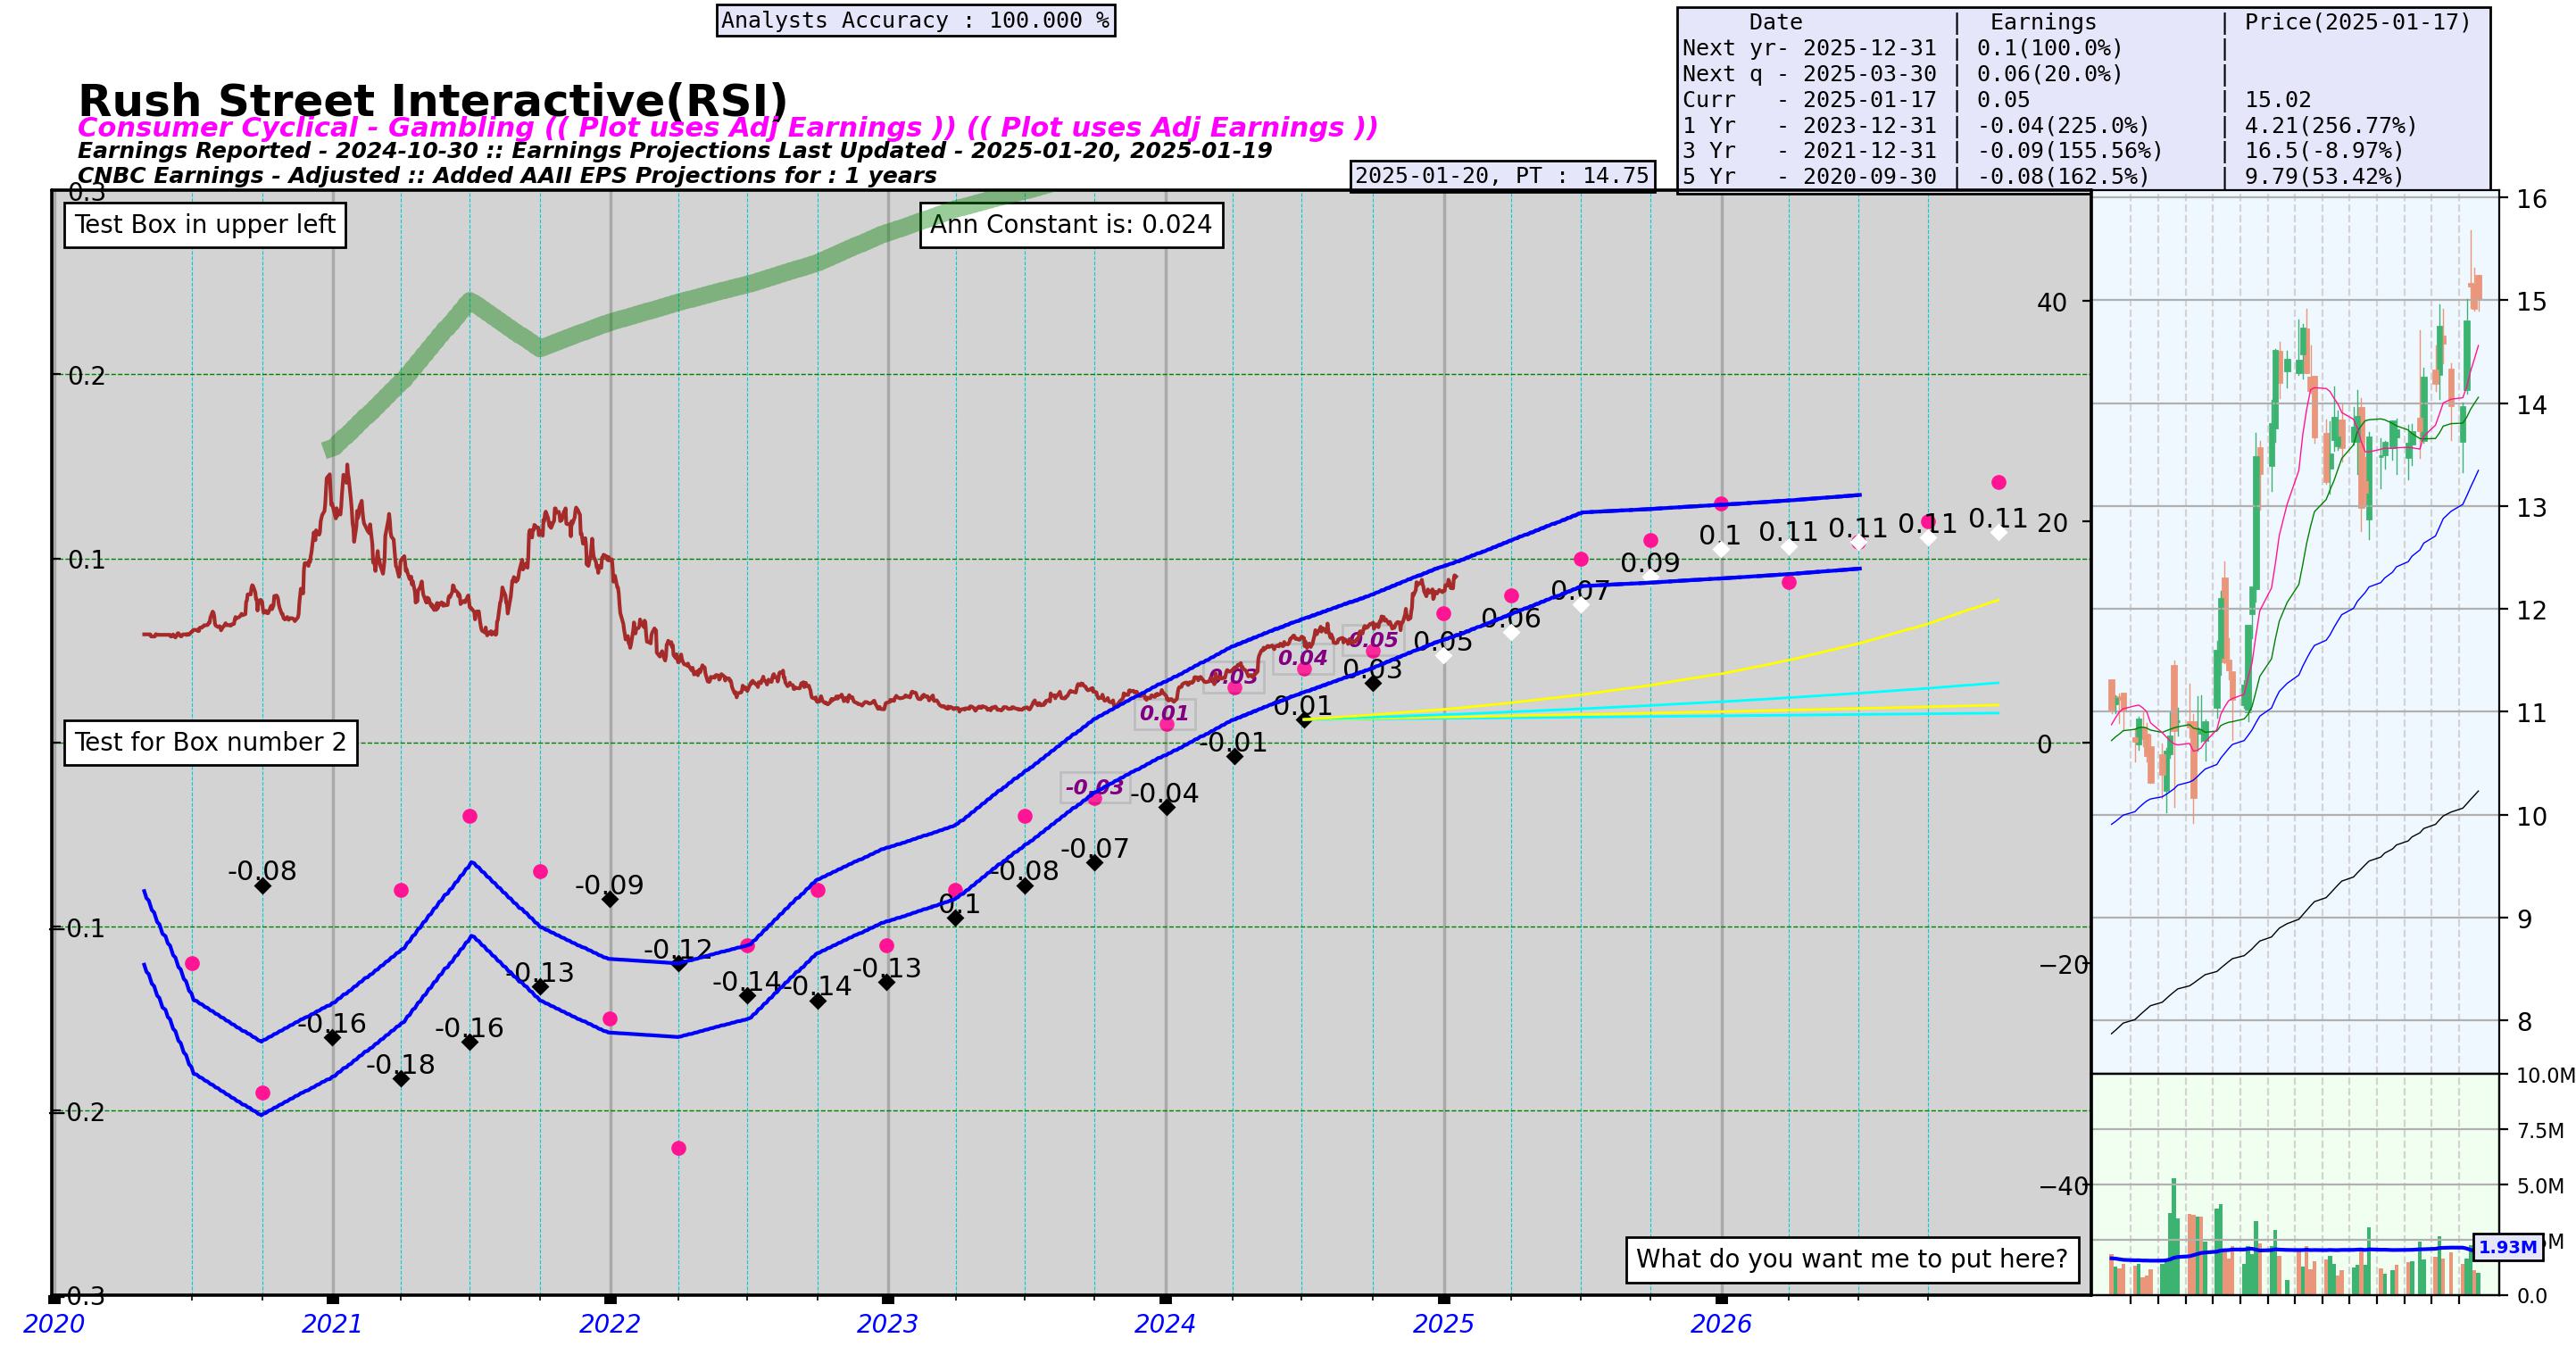 Analysts Accuracy : 100.000 %
Date | Earnings | Price(2025-01-17)
Next yr- 2025-12-31 | 0.1(100.0%) |
Next q - 2025-03-30 | 0.06(20.0%) |
Curr - 2025-01-17 | 0.05 | 15.02
1 Yr - 2023-12-31 | -0.04(225.0%) | 4.21(256.77%)
3 Yr - 2021-12-31 | -0.09(155.56%) | 16.5(-8.97%)
5 Yr - 2020-09-30 | -0.08(162.5%) | 9.79(53.42%)
Rush Street Interactive(RSI)
Consumer Cyclical - Gambling (( Plot uses Adj Earnings )) (( Plot uses Adj Earnings ))
Earnings Reported - 2024-10-30 :: Earnings Projections Last Updated - 2025-01-20, 2025-01-19
CNBC Earnings - Adjusted :: Added AAII EPS Projections for : 1 years
2025-01-20, PT : 14.75
Test Box in upper left
Ann Constant is: 0.024
Test for Box number 2
What do you want me to put here?
0.3
0.2
0.1
−0.1
−0.2
−0.3
-0.08
-0.16
-0.18
-0.16
-0.13
-0.09
-0.12
-0.14
-0.14
-0.13
0.1
-0.08
-0.07
-0.04
-0.01
0.01
0.03
0.05
0.06
0.07
0.09
0.1
0.11
0.11
0.11
0.11
-0.03
0.01
0.03
0.04
0.05
40
20
0
−20
−40
16
15
14
13
12
11
10
9
8
10.0M
7.5M
5.0M
1.93M
0.0
2020
2021
2022
2023
2024
2025
2026